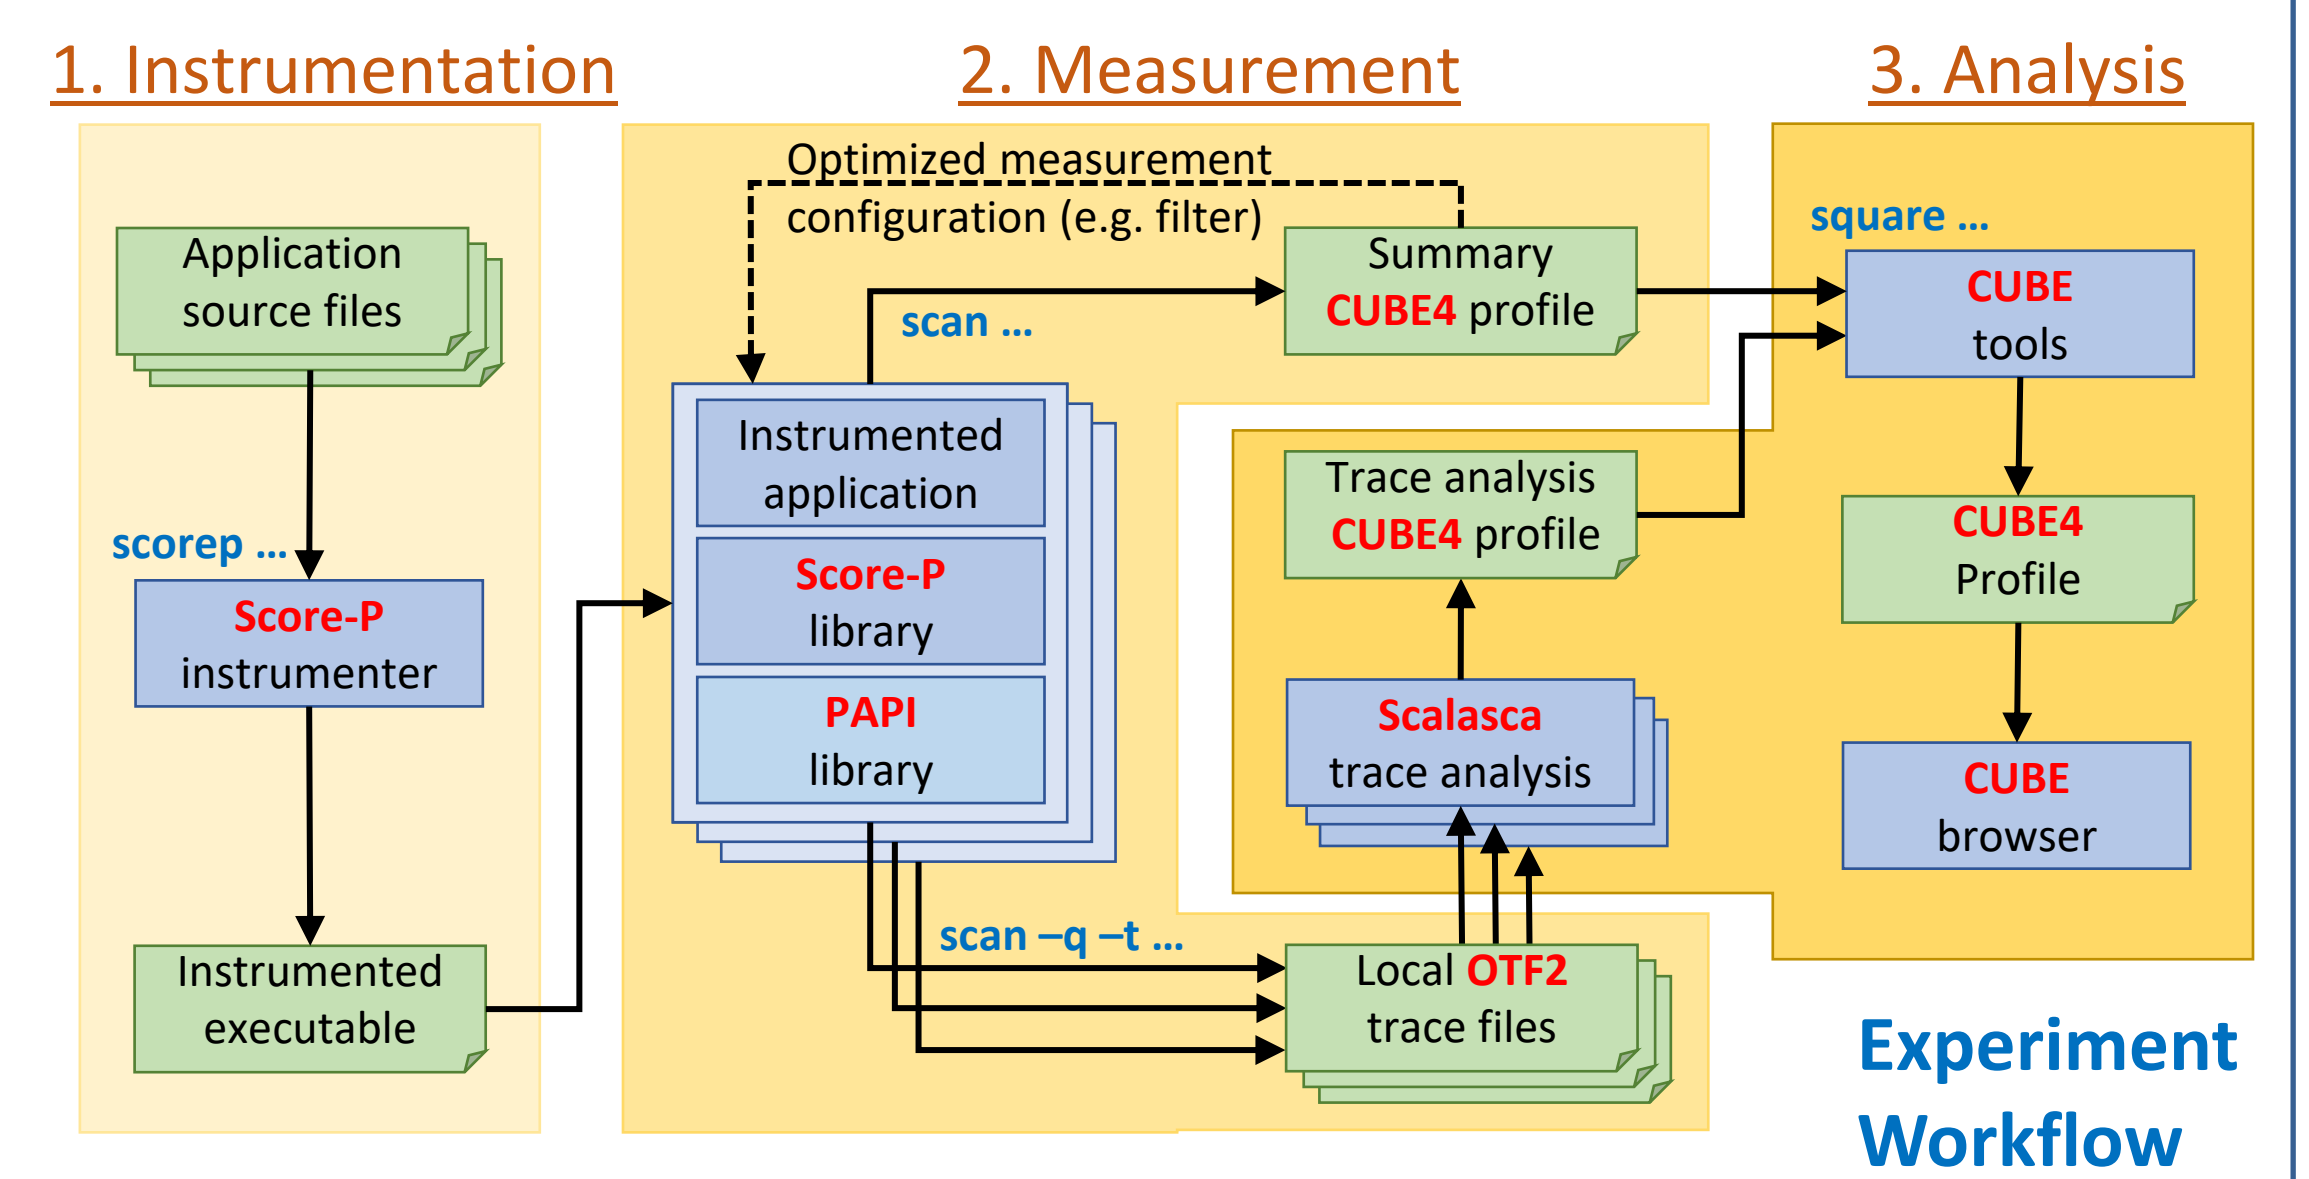 1. Instrumentation
2. Measurement
3. Analysis
Application
source files
scorep ...
Score-P
instrumenter
Instrumented
executable
Optimized measurement
configuration (e.g. filter)
scan ...
Summary
CUBE4 profile
Instrumented
application
Score-P
library
PAPI
library
scan –q –t ...
Local OTF2
trace files
Scalasca
trace analysis
Trace analysis
CUBE4 profile
square ...
CUBE
tools
CUBE4
Profile
CUBE
browser
Experiment
Workflow